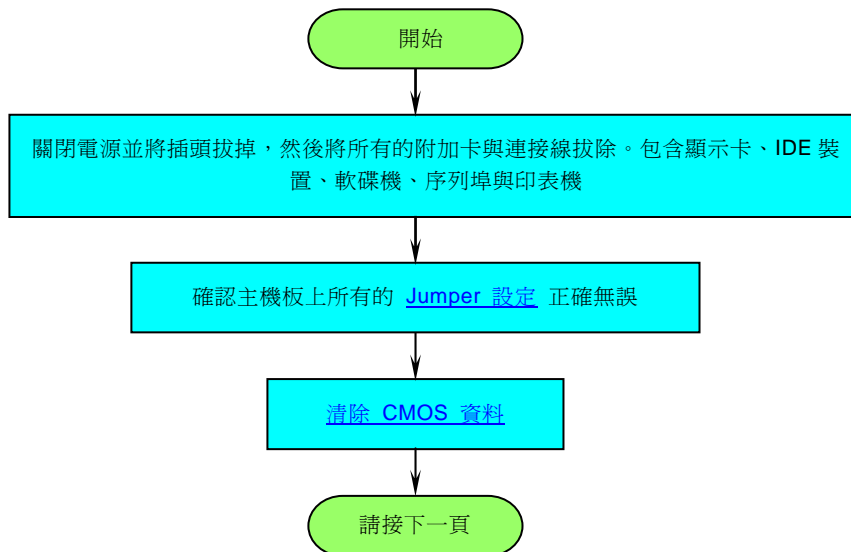 開始
關閉電源並將插頭拔掉，然後將所有的附加卡與連接線拔除。包含顯示卡、IDE 裝
置、軟碟機、序列埠與印表機
確認主機板上所有的 Jumper 設定 正確無誤
清除 CMOS 資料
請接下一頁